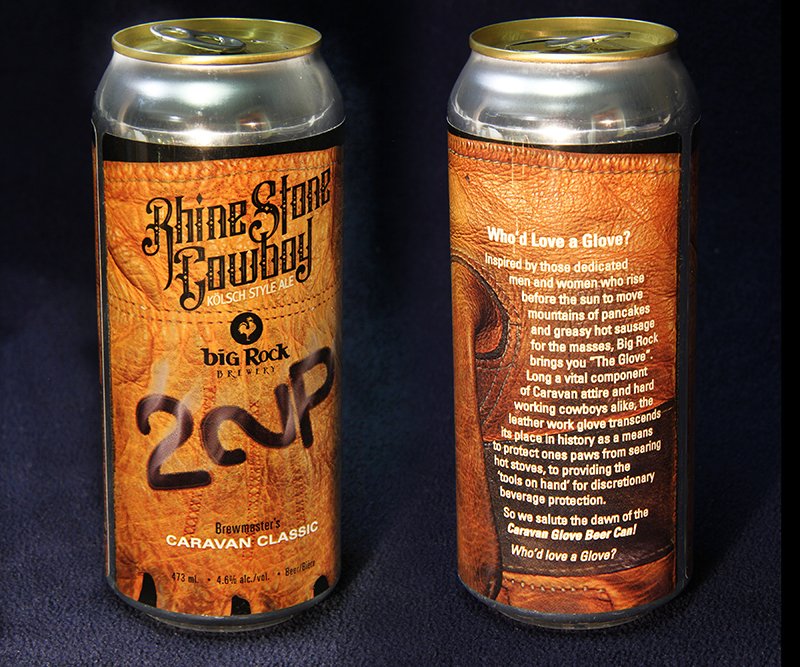 Rhine Stone
Cowboy
KÖLSCH STYLE ALE
big Rock
BREWERY
22P
Brewmaster's
CARAVAN CLASSIC
473 ml. • 4.6% alc./vol. • Beer/Bière
Who'd Love a Glove?
Inspired by those dedicated
men and women who rise
before the sun to move
mountains of pancakes
and greasy hot sausage
for the masses, Big Rock
brings you "The Glove".
Long a vital component
of Caravan attire and hard
working cowboys alike, the
leather work glove transcends
its place in history as a means
to protect ones paws from searing
hot stoves, to providing the
'tools on hand' for discretionary
beverage protection.
So we salute the dawn of the
Caravan Glove Beer Can!
Who'd love a Glove?